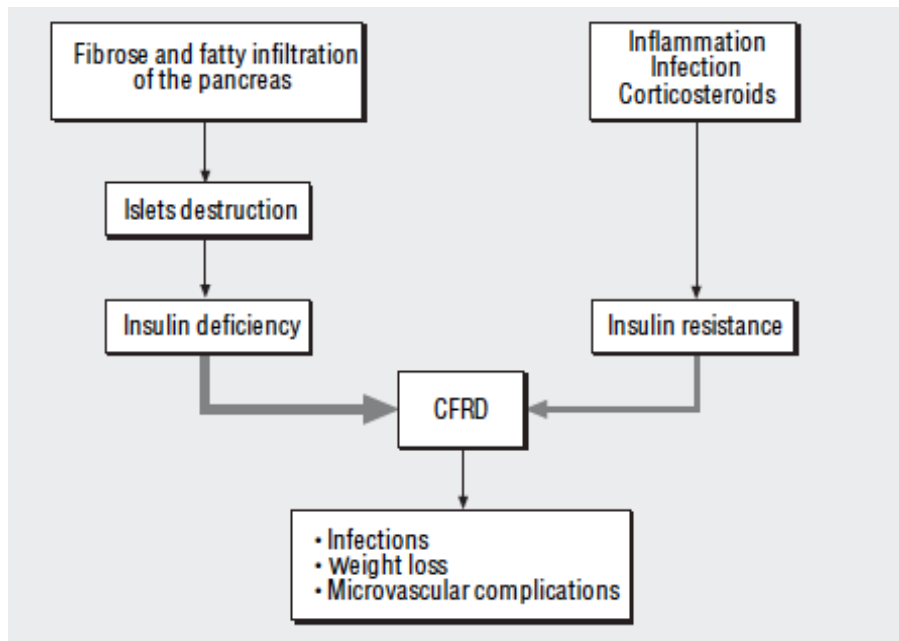 Fibrose and fatty infiltration
of the pancreas
Inflammation
Infection
Corticosteroids
Islets destruction
Insulin deficiency
Insulin resistance
CFRD
• Infections
• Weight loss
• Microvascular complications